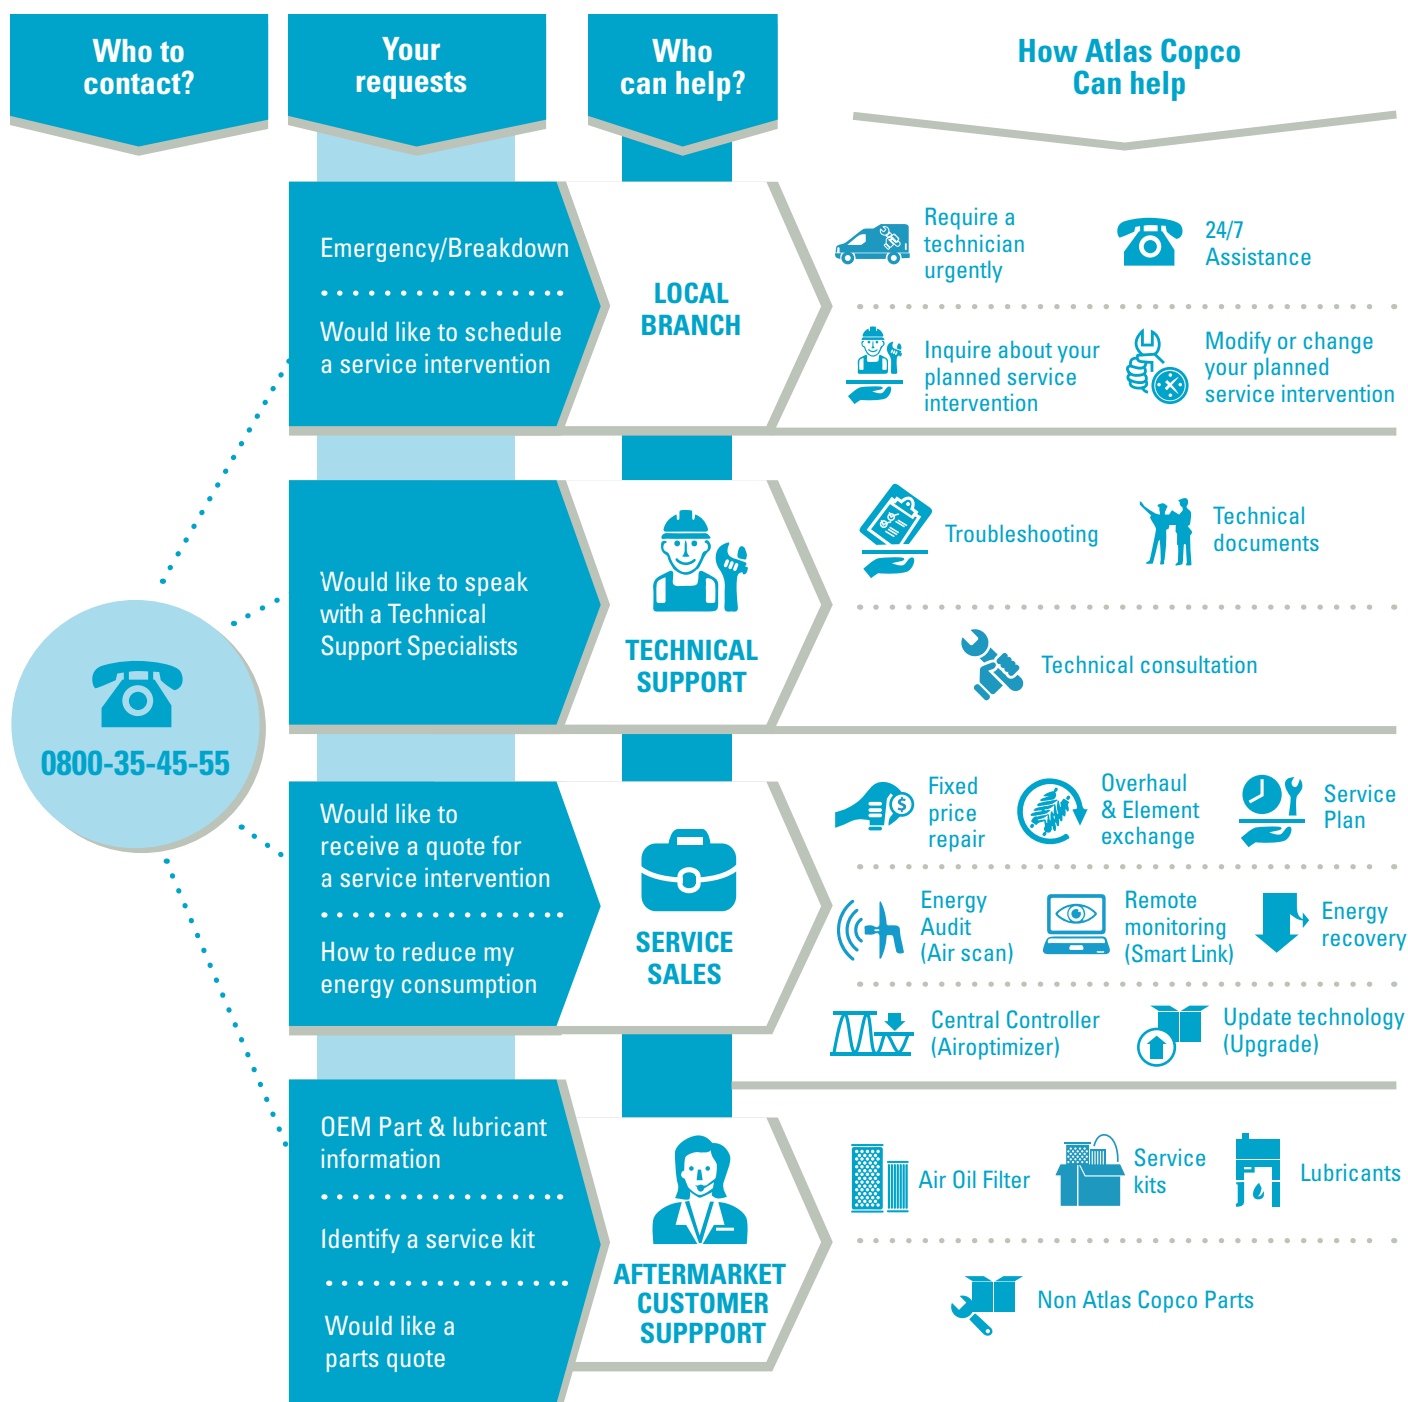 Who to
contact?
Your
requests
Who
can help?
How Atlas Copco
Can help
0800-35-45-55
Emergency/Breakdown
Would like to schedule
a service intervention
LOCAL
BRANCH
Require a
technician
urgently
24/7
Assistance
Inquire about your
planned service
intervention
Modify or change
your planned
service intervention
Would like to speak
with a Technical
Support Specialists
TECHNICAL
SUPPORT
Troubleshooting
Technical
documents
Technical consultation
Would like to
receive a quote for
a service intervention
How to reduce my
energy consumption
SERVICE
SALES
Fixed
price
repair
Overhaul
& Element
exchange
Service
Plan
Energy
Audit
(Air scan)
Remote
monitoring
(Smart Link)
Energy
recovery
Central Controller
(Airoptimizer)
Update technology
(Upgrade)
OEM Part & lubricant
information
Identify a service kit
Would like a
parts quote
AFTERMARKET
CUSTOMER
SUPPPORT
Air Oil Filter
Service
kits
Lubricants
Non Atlas Copco Parts